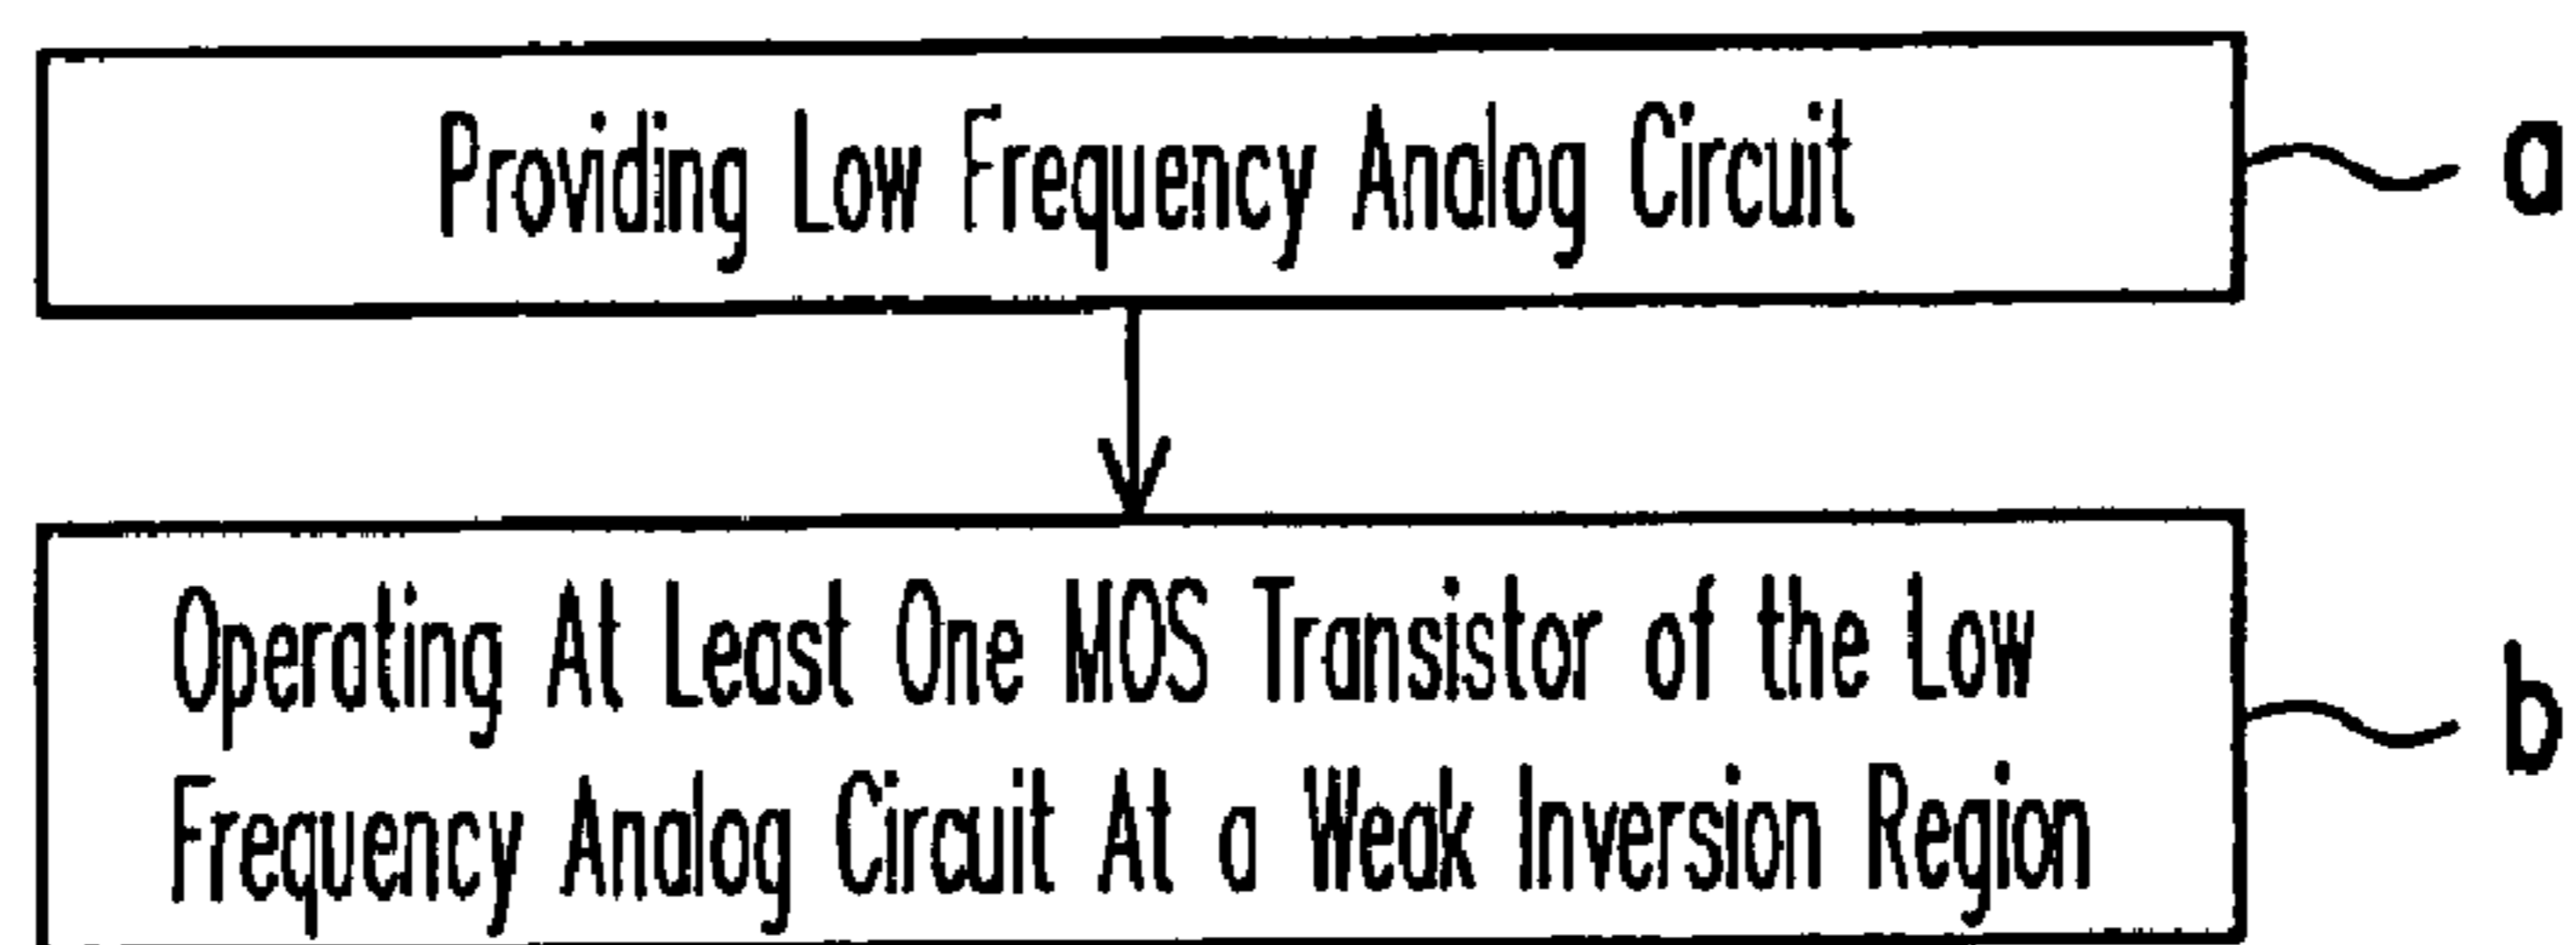 Providing Low Frequency Analog Circuit
a
Operating At Least One MOS Transistor of the Low
Frequency Analog Circuit At a Weak Inversion Region
b